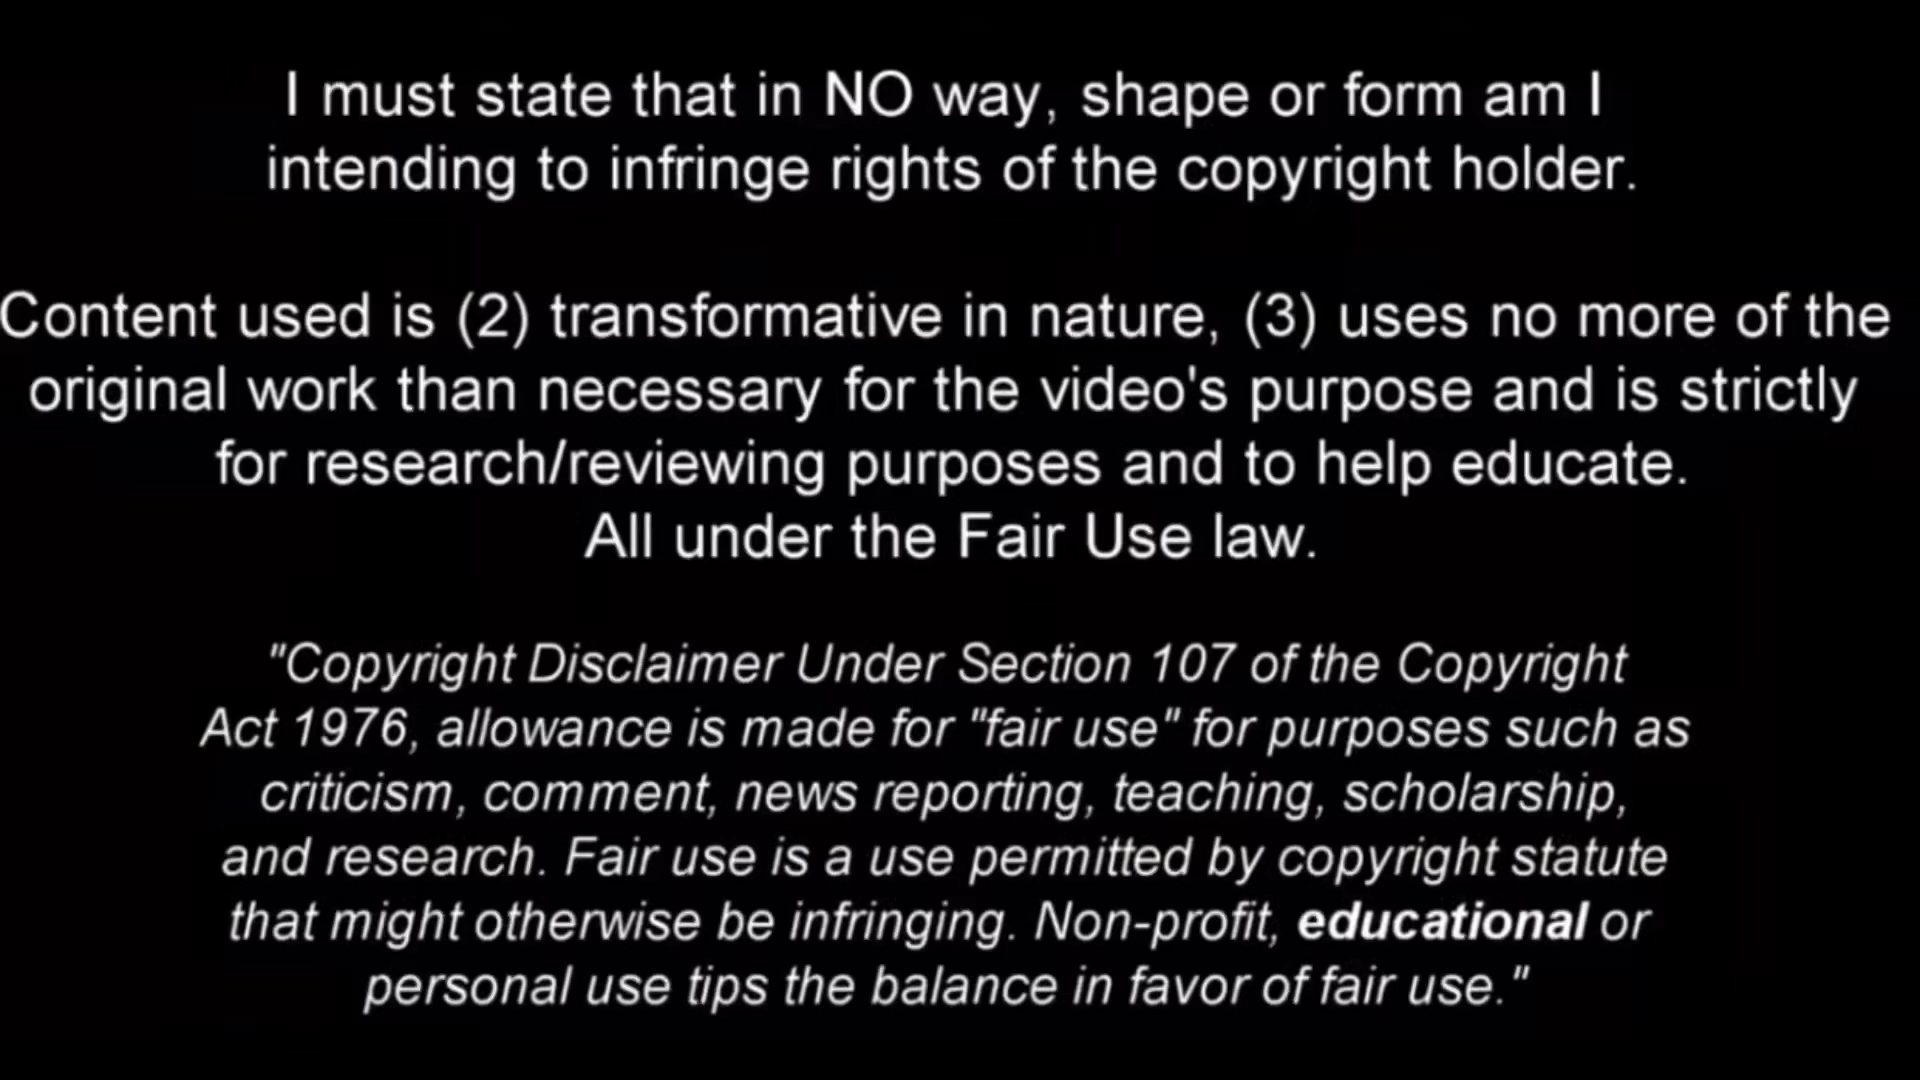 I must state that in NO way, shape or form am I
intending to infringe rights of the copyright holder.
Content used is (2) transformative in nature, (3) uses no more of the
original work than necessary for the video's purpose and is strictly
for research/reviewing purposes and to help educate.
All under the Fair Use law.
"Copyright Disclaimer Under Section 107 of the Copyright
Act 1976, allowance is made for "fair use" for purposes such as
criticism, comment, news reporting, teaching, scholarship,
and research. Fair use is a use permitted by copyright statute
that might otherwise be infringing. Non-profit, educational or
personal use tips the balance in favor of fair use."